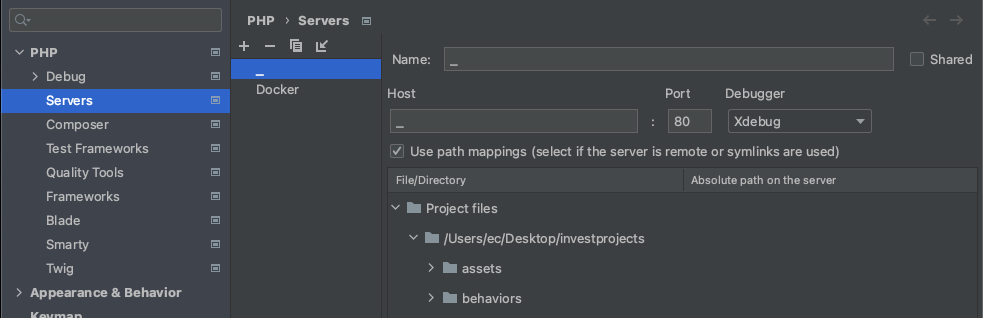 PHP › Servers
PHP
Debug
Servers
Composer
Test Frameworks
Quality Tools
Frameworks
Blade
Smarty
Twig
Appearance & Behavior
Keymap
_
Docker
Name: _ Shared
Host Port Debugger
_ : 80 Xdebug
Use path mappings (select if the server is remote or symlinks are used)
File/Directory Absolute path on the server
Project files
/Users/ec/Desktop/investprojects
assets
behaviors